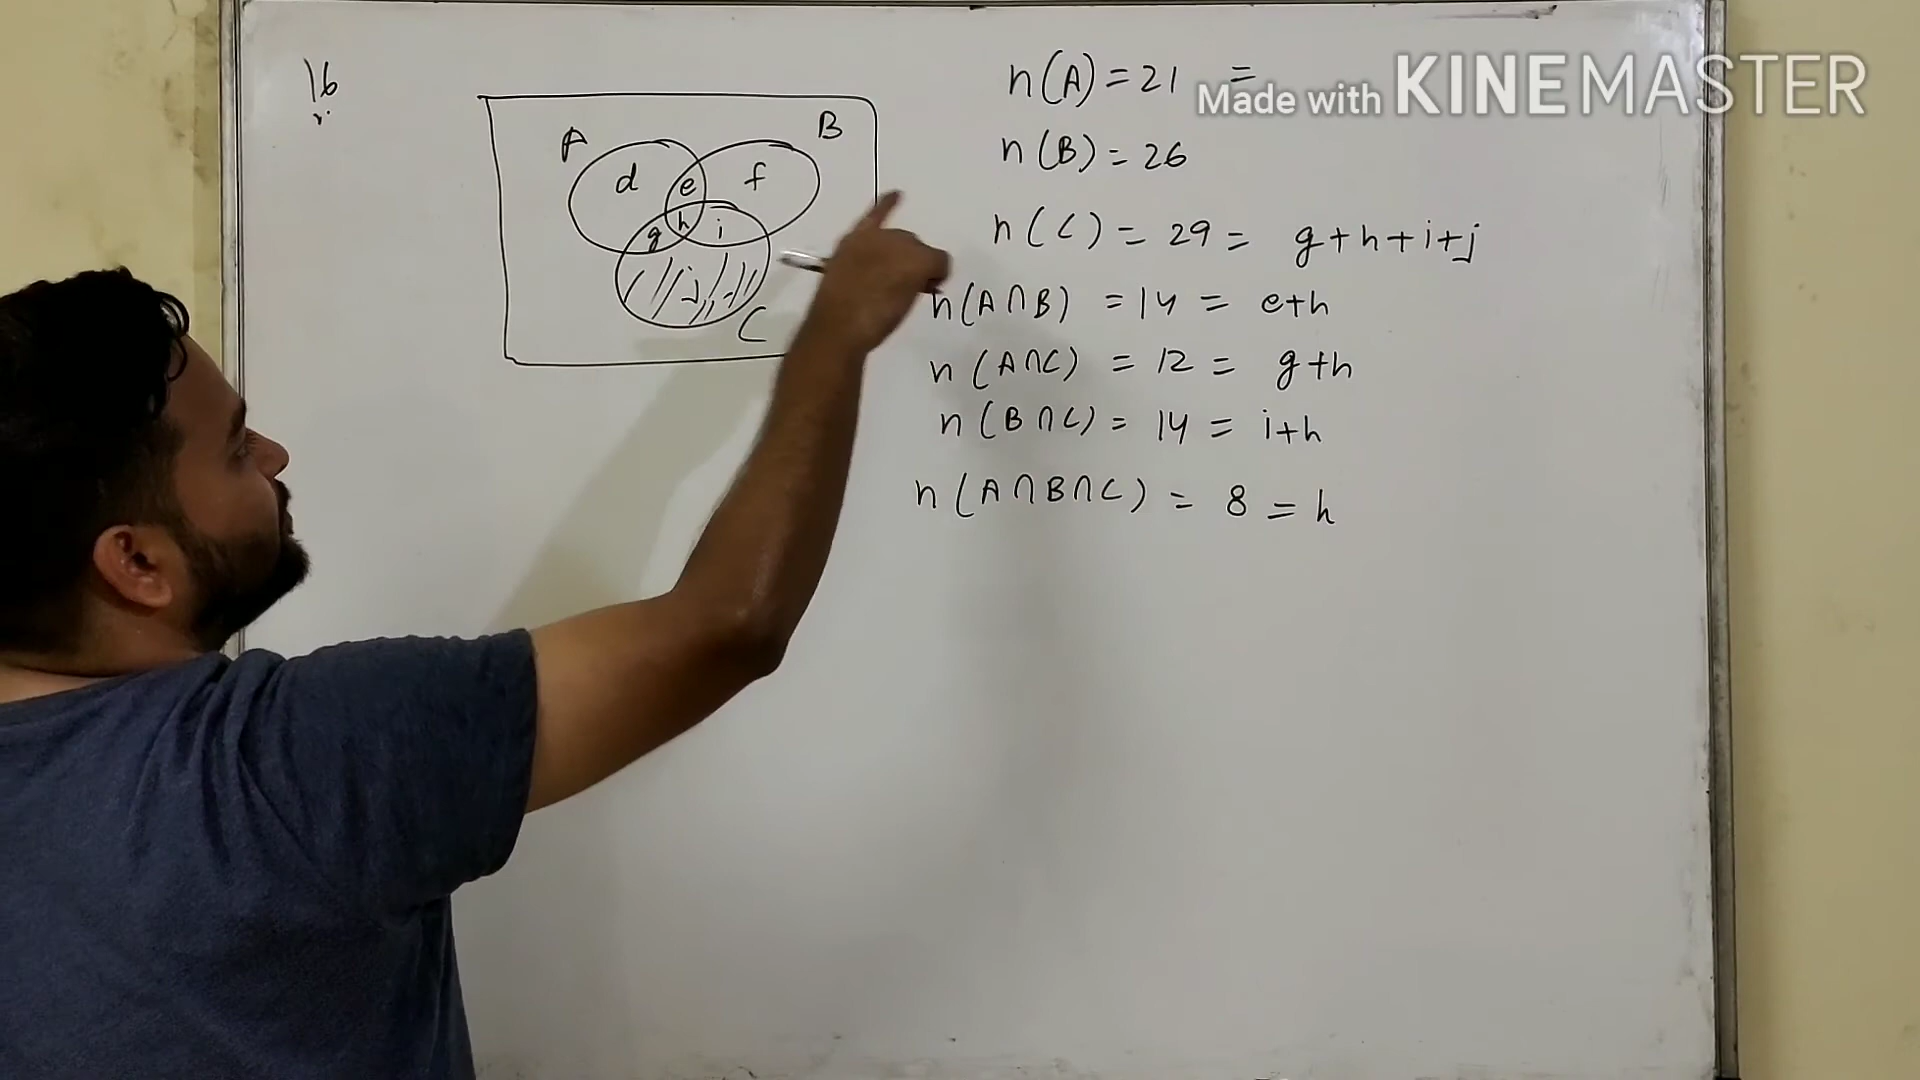 16
A
B
d e f
g h i
j
C
n(A) = 21 =
Made with KINEMASTER
n(B) = 26
n(C) = 29 = g+h+i+j
n(A∩B) = 14 = e+h
n(A∩C) = 12 = g+h
n(B∩C) = 14 = i+h
n(A∩B∩C) = 8 = h